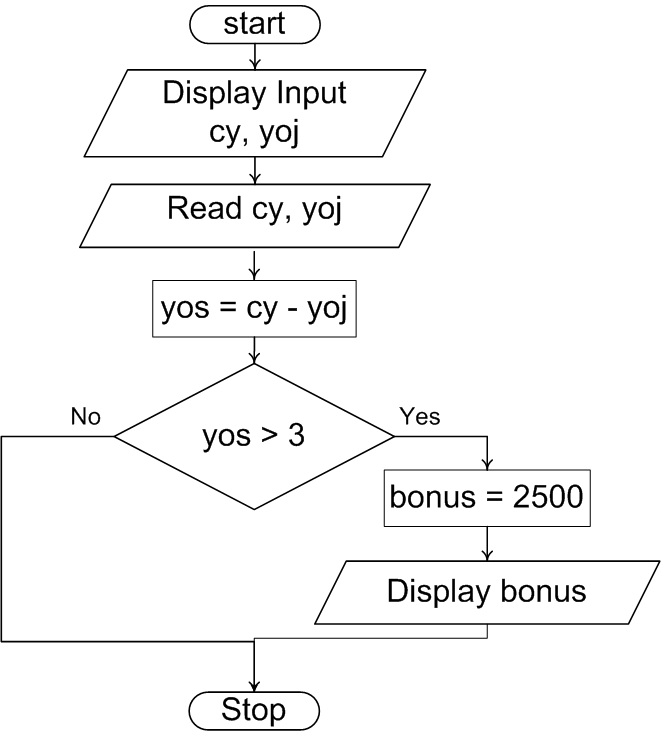 start
Display Input
cy, yoj
Read cy, yoj
yos = cy - yoj
No
yos > 3
Yes
bonus = 2500
Display bonus
Stop